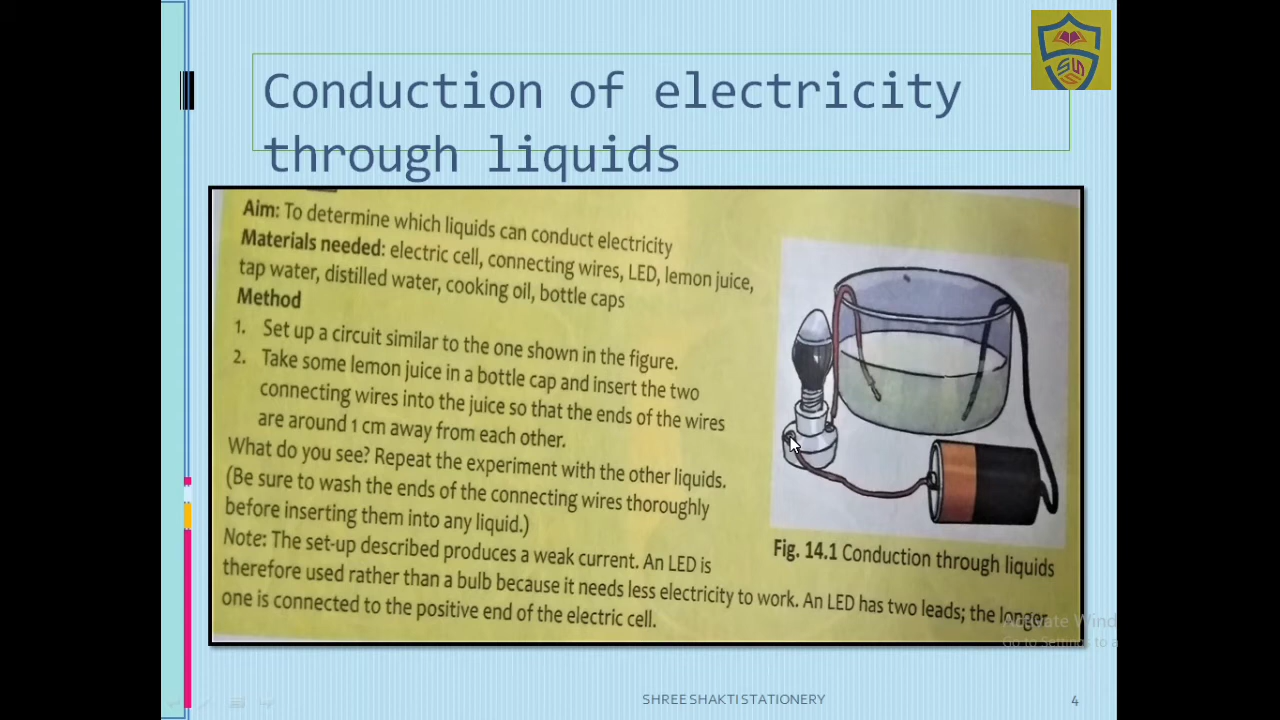 Conduction of electricity
through liquids
Aim: To determine which liquids can conduct electricity
Materials needed: electric cell, connecting wires, LED, lemon juice,
tap water, distilled water, cooking oil, bottle caps
Method
1. Set up a circuit similar to the one shown in the figure.
2. Take some lemon juice in a bottle cap and insert the two
connecting wires into the juice so that the ends of the wires
are around 1 cm away from each other.
What do you see? Repeat the experiment with the other liquids.
(Be sure to wash the ends of the connecting wires thoroughly
before inserting them into any liquid.)
Note: The set-up described produces a weak current. An LED is
therefore used rather than a bulb because it needs less electricity to work. An LED has two leads; the longer
one is connected to the positive end of the electric cell.
Fig. 14.1 Conduction through liquids
Activate Wind
Go to Settings to a
SHREE SHAKTI STATIONERY
4